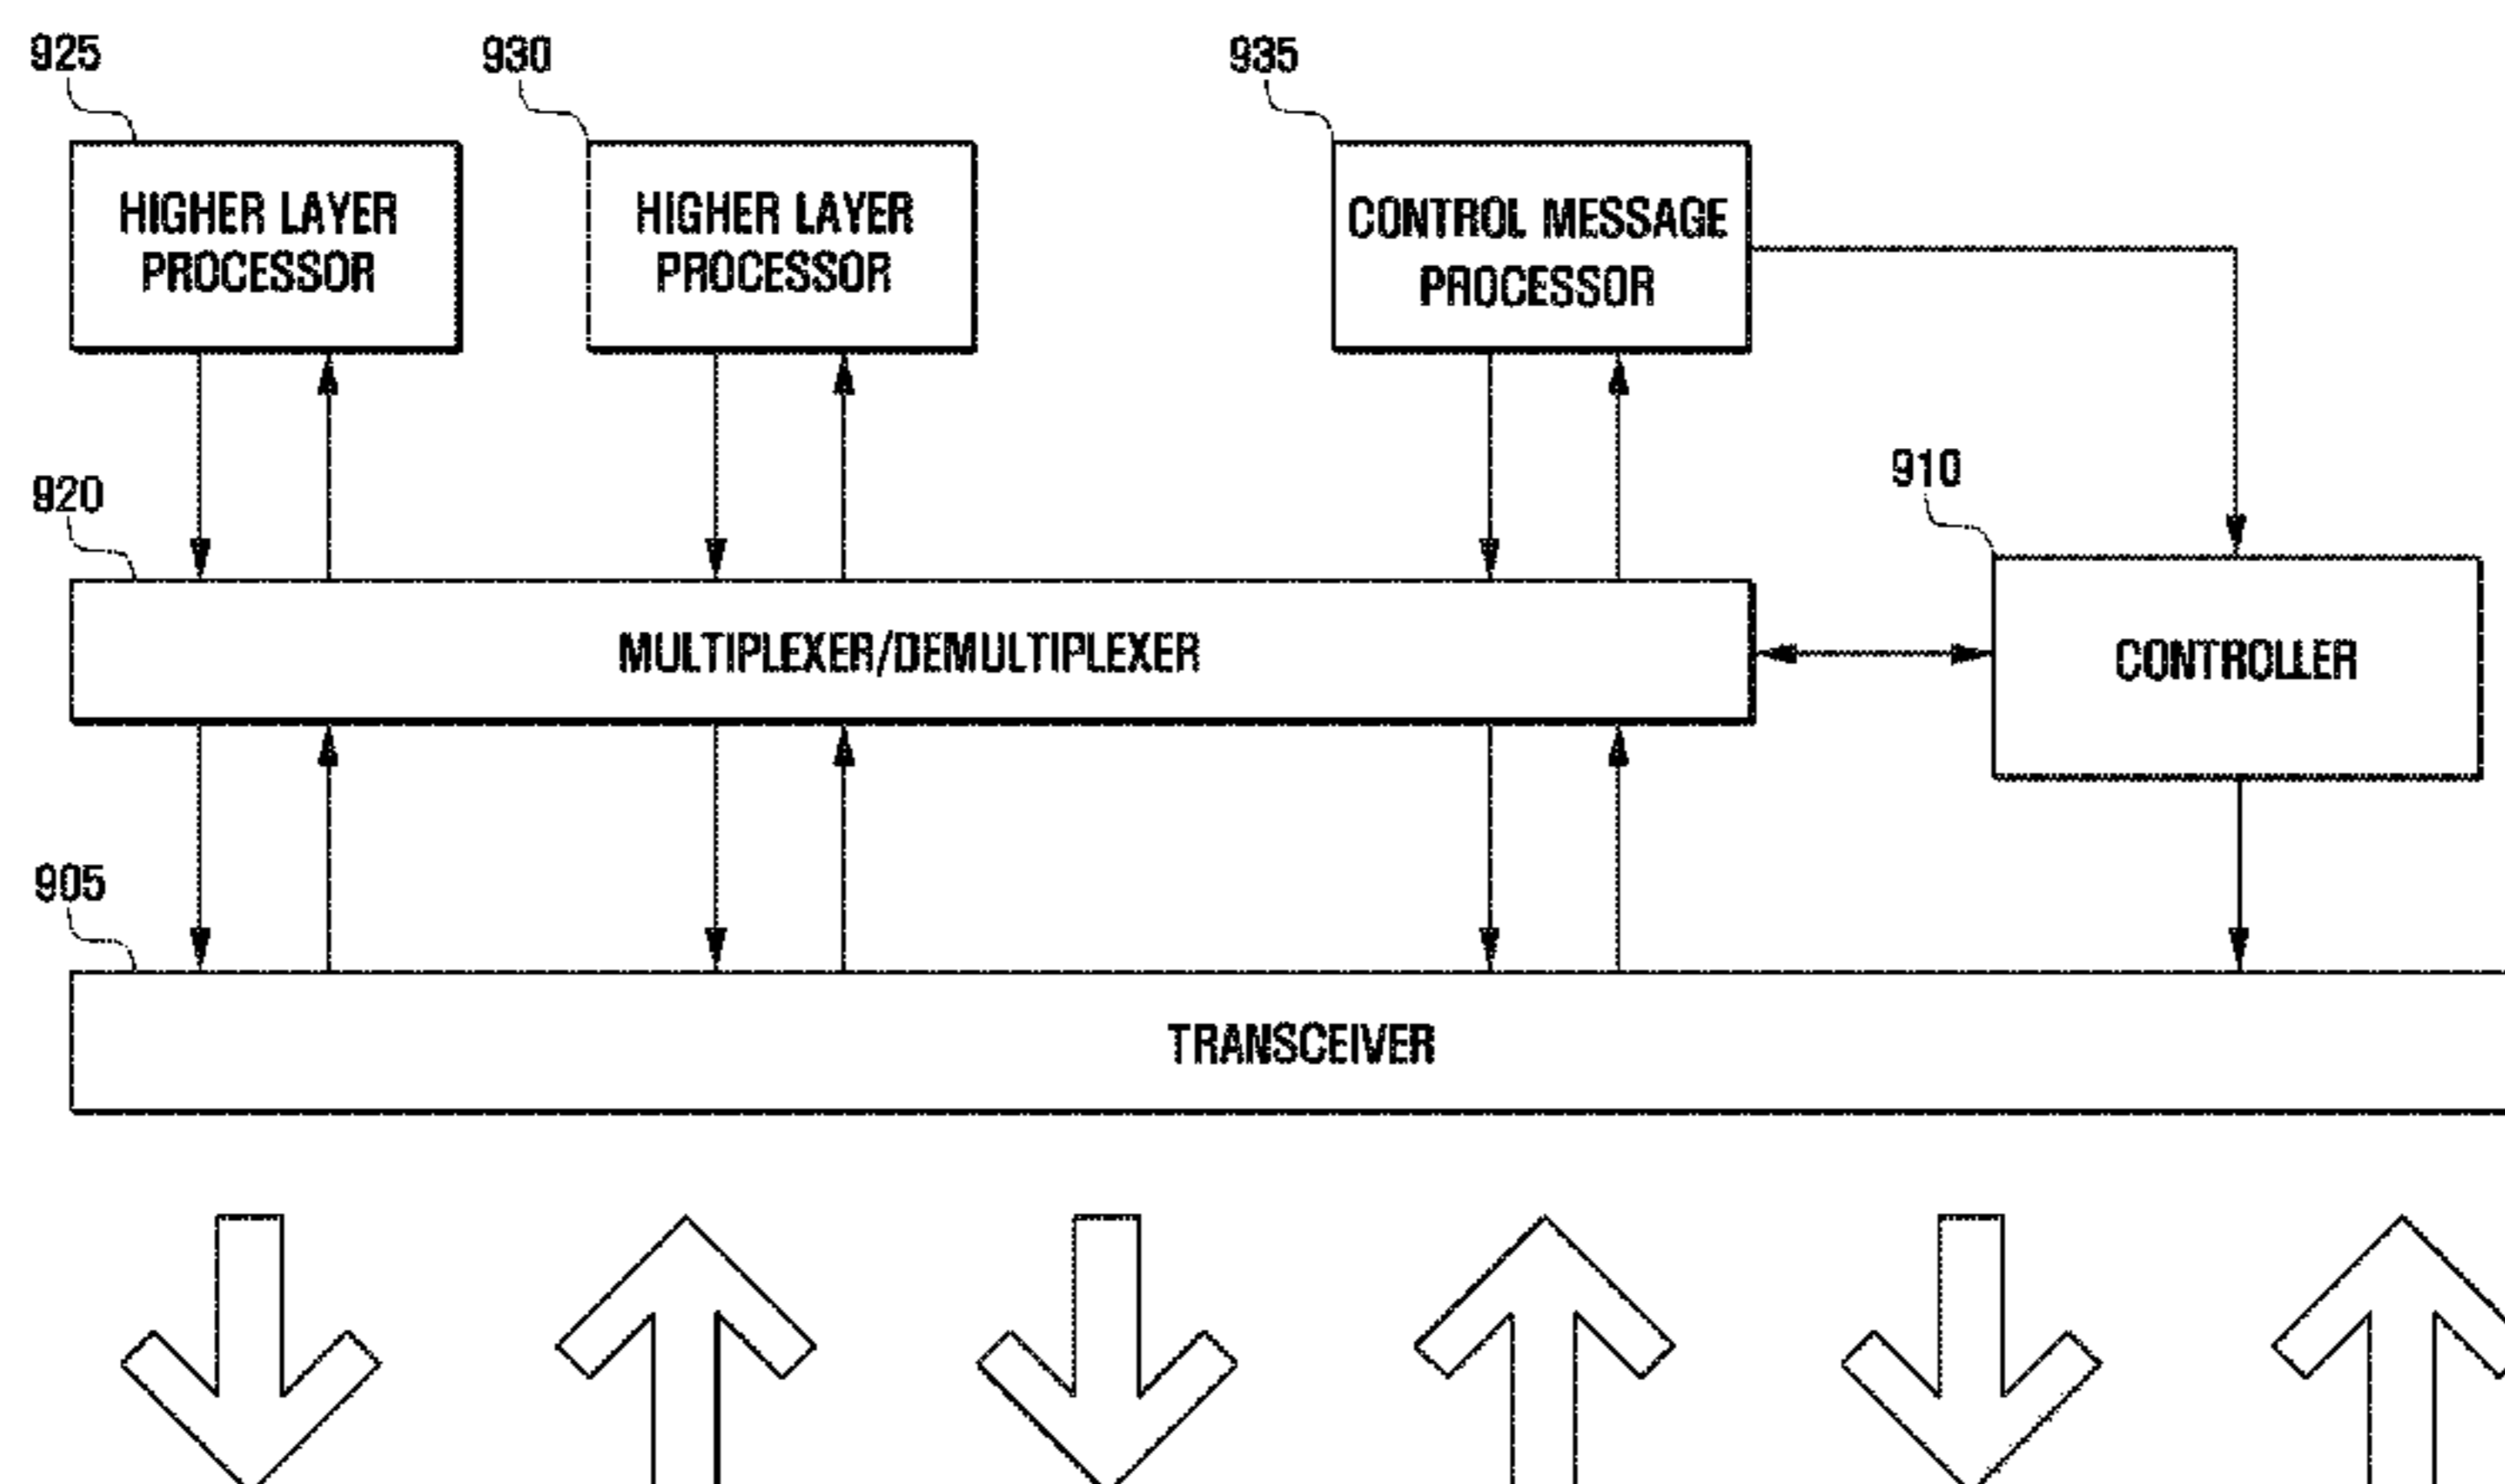 925
930
935
HIGHER LAYER
PROCESSOR
HIGHER LAYER
PROCESSOR
CONTROL MESSAGE
PROCESSOR
920
910
MULTIPLEXER/DEMULTIPLEXER
CONTROLLER
905
TRANSCEIVER